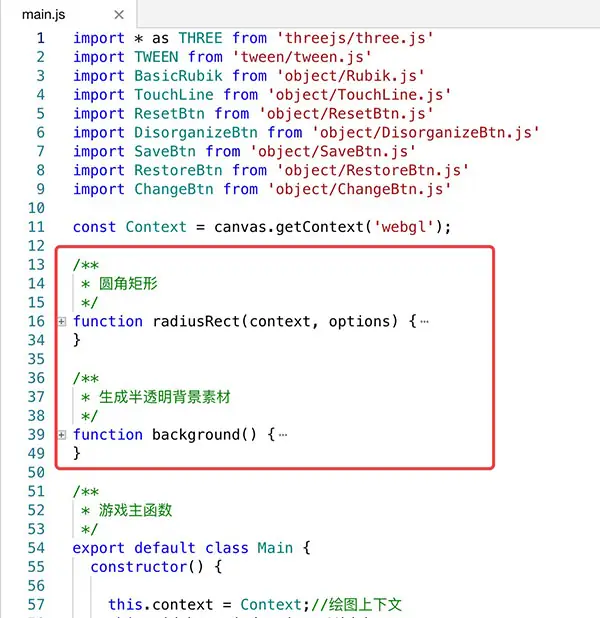 main.js ×
1 import * as THREE from 'threejs/three.js'
2 import TWEEN from 'tween/tween.js'
3 import BasicRubik from 'object/Rubik.js'
4 import TouchLine from 'object/TouchLine.js'
5 import ResetBtn from 'object/ResetBtn.js'
6 import DisorganizeBtn from 'object/DisorganizeBtn.js'
7 import SaveBtn from 'object/SaveBtn.js'
8 import RestoreBtn from 'object/RestoreBtn.js'
9 import ChangeBtn from 'object/ChangeBtn.js'
10
11 const Context = canvas.getContext('webgl');
12
13 /**
14 * 圆角矩形
15 */
16 function radiusRect(context, options) {⋯
34 }
35
36 /**
37 * 生成半透明背景素材
38 */
39 function background() {⋯
49 }
50
51 /**
52 * 游戏主函数
53 */
54 export default class Main {
55 constructor() {
56
57 this.context = Context;//绘图上下文